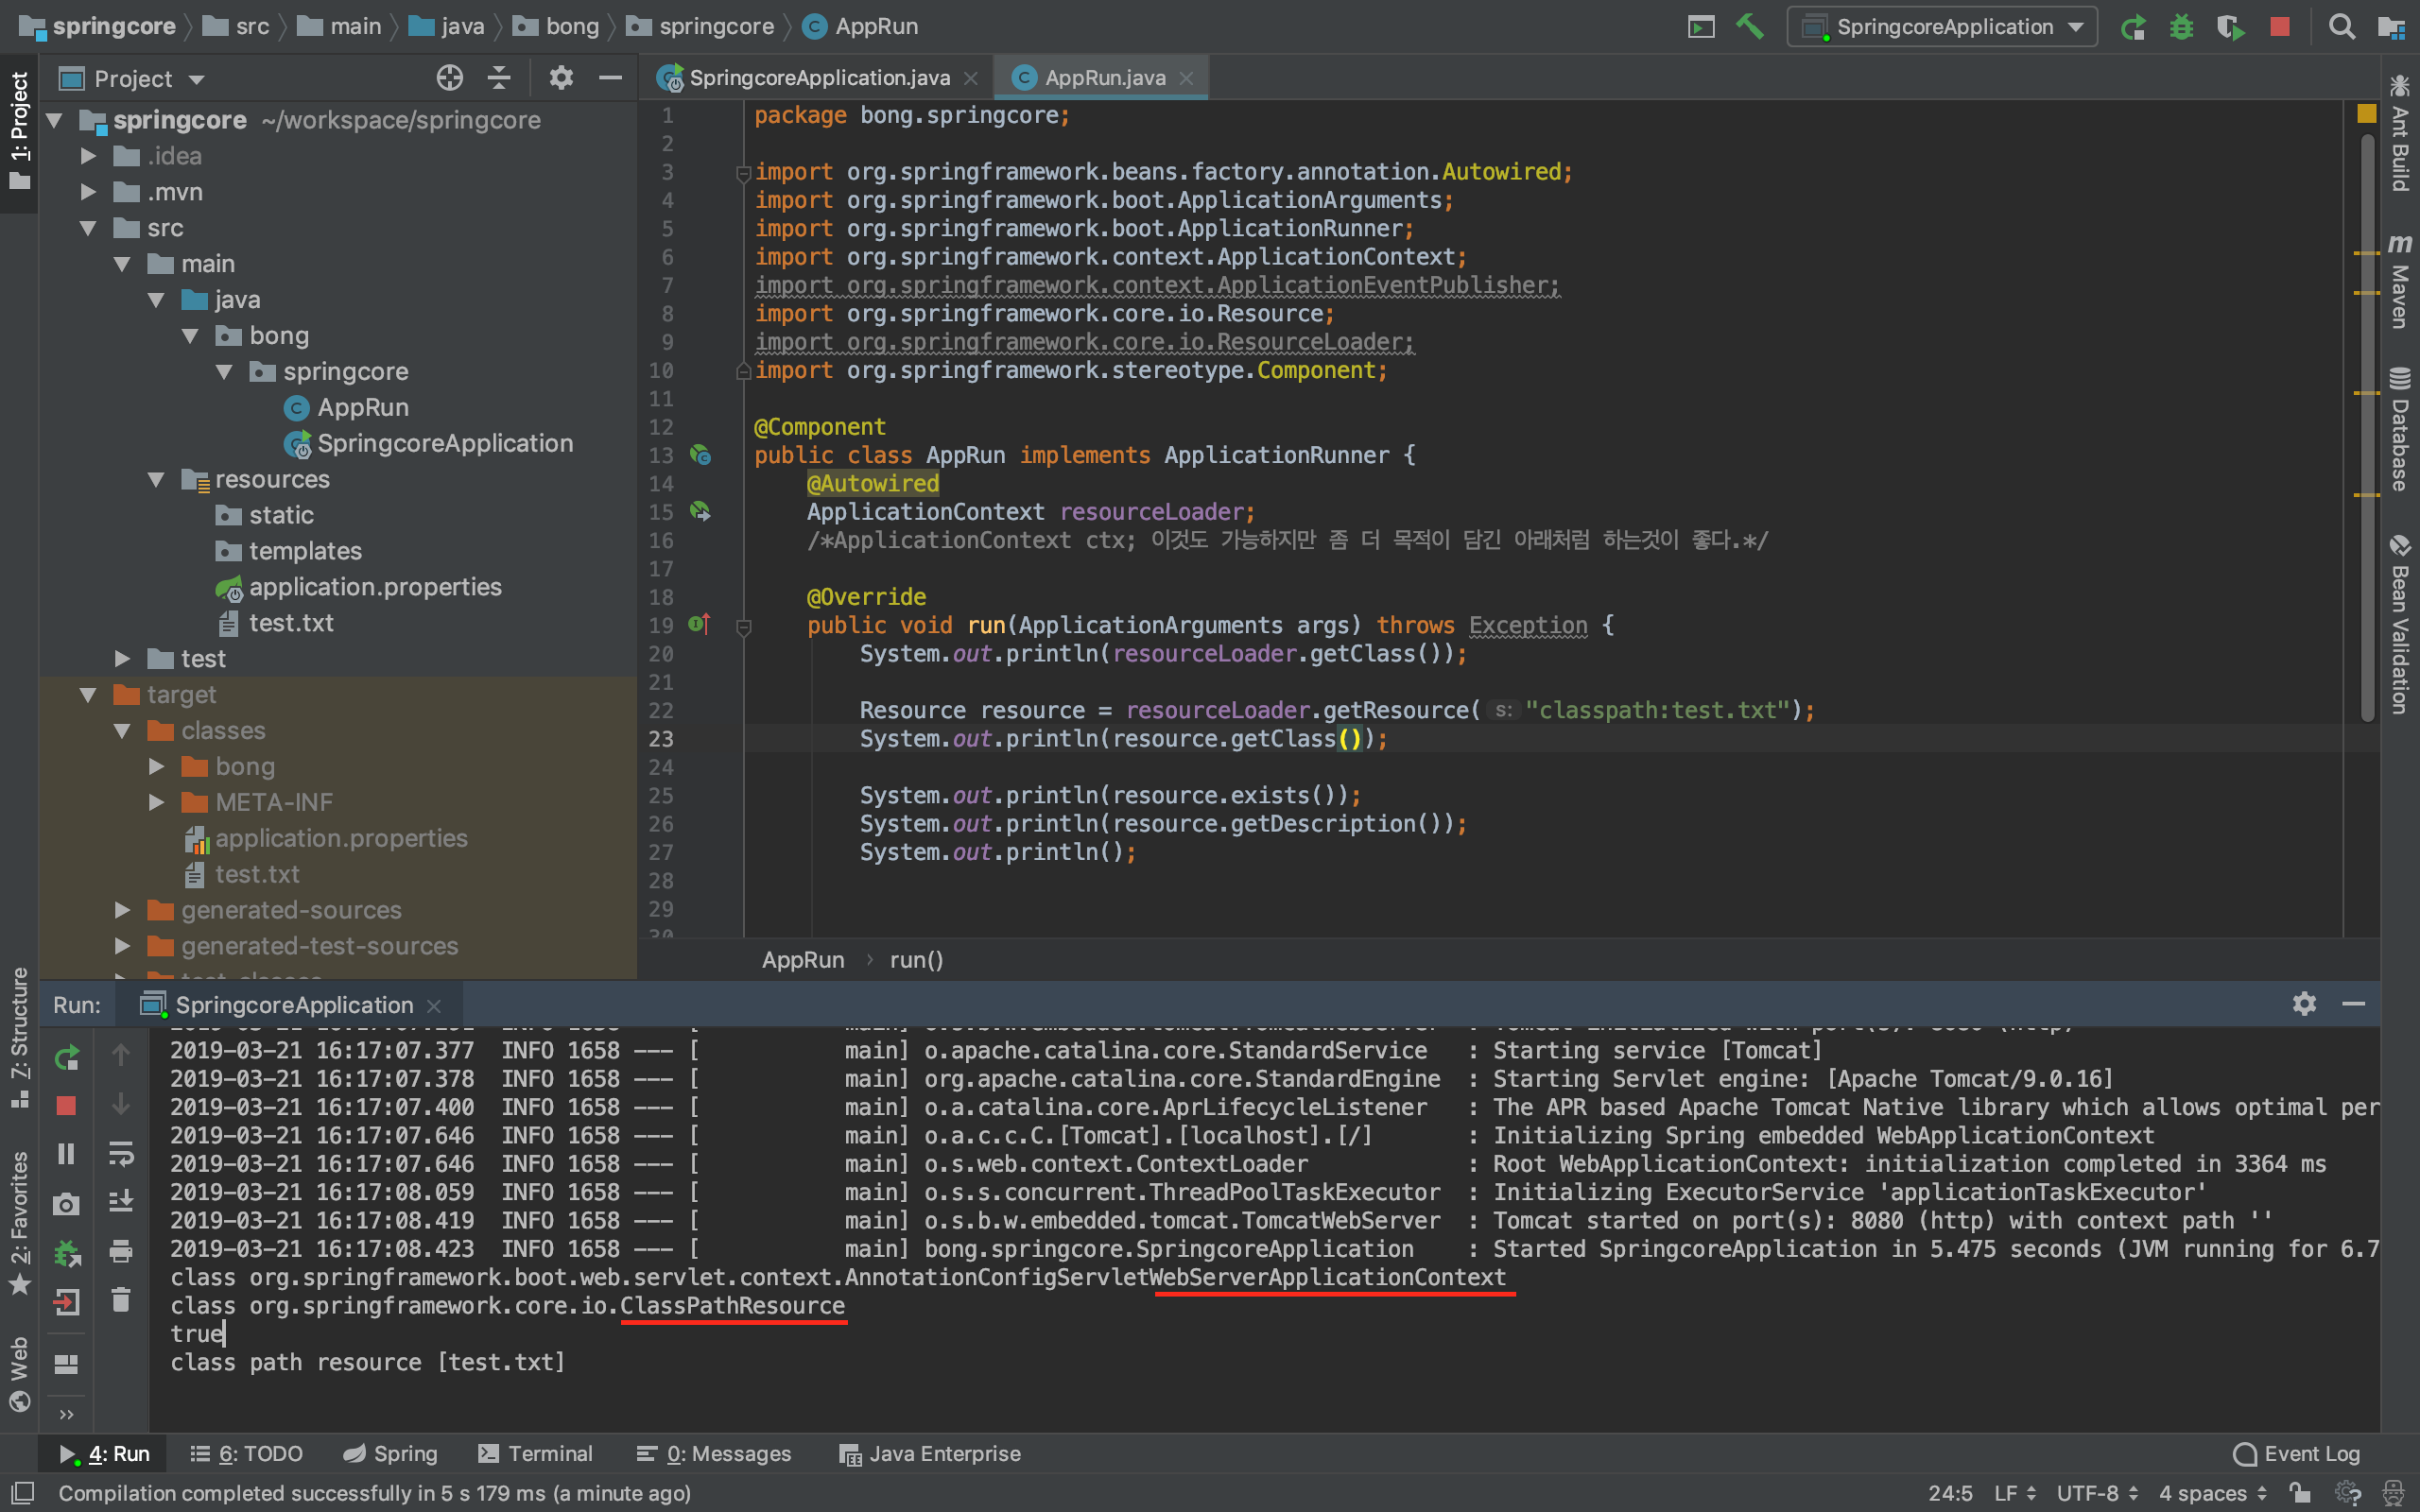 springcore src main java bong springcore AppRun SpringcoreApplication
1: Project
Project
springcore ~/workspace/springcore
.idea
.mvn
src
main
java
bong
springcore
AppRun
SpringcoreApplication
resources
static
templates
application.properties
test.txt
test
target
classes
bong
META-INF
application.properties
test.txt
generated-sources
generated-test-sources
SpringcoreApplication.java AppRun.java
1 package bong.springcore;
2
3 import org.springframework.beans.factory.annotation.Autowired;
4 import org.springframework.boot.ApplicationArguments;
5 import org.springframework.boot.ApplicationRunner;
6 import org.springframework.context.ApplicationContext;
7 import org.springframework.context.ApplicationEventPublisher;
8 import org.springframework.core.io.Resource;
9 import org.springframework.core.io.ResourceLoader;
10 import org.springframework.stereotype.Component;
11
12 @Component
13 public class AppRun implements ApplicationRunner {
14 @Autowired
15 ApplicationContext resourceLoader;
16 /*ApplicationContext ctx; 이것도 가능하지만 좀 더 목적이 담긴 아래처럼 하는것이 좋다.*/
17
18 @Override
19 public void run(ApplicationArguments args) throws Exception {
20 System.out.println(resourceLoader.getClass());
21
22 Resource resource = resourceLoader.getResource( s: "classpath:test.txt");
23 System.out.println(resource.getClass());
24
25 System.out.println(resource.exists());
26 System.out.println(resource.getDescription());
27 System.out.println();
28
29
30
AppRun run()
Ant Build
Maven
Database
Bean Validation
7: Structure
2: Favorites
Web
Run: SpringcoreApplication
2019-03-21 16:17:07.377 INFO 1658 --- [ main] o.apache.catalina.core.StandardService : Starting service [Tomcat]
2019-03-21 16:17:07.378 INFO 1658 --- [ main] org.apache.catalina.core.StandardEngine : Starting Servlet engine: [Apache Tomcat/9.0.16]
2019-03-21 16:17:07.400 INFO 1658 --- [ main] o.a.catalina.core.AprLifecycleListener : The APR based Apache Tomcat Native library which allows optimal per
2019-03-21 16:17:07.646 INFO 1658 --- [ main] o.a.c.c.C.[Tomcat].[localhost].[/] : Initializing Spring embedded WebApplicationContext
2019-03-21 16:17:07.646 INFO 1658 --- [ main] o.s.web.context.ContextLoader : Root WebApplicationContext: initialization completed in 3364 ms
2019-03-21 16:17:08.059 INFO 1658 --- [ main] o.s.s.concurrent.ThreadPoolTaskExecutor : Initializing ExecutorService 'applicationTaskExecutor'
2019-03-21 16:17:08.419 INFO 1658 --- [ main] o.s.b.w.embedded.tomcat.TomcatWebServer : Tomcat started on port(s): 8080 (http) with context path ''
2019-03-21 16:17:08.423 INFO 1658 --- [ main] bong.springcore.SpringcoreApplication : Started SpringcoreApplication in 5.475 seconds (JVM running for 6.7
class org.springframework.boot.web.servlet.context.AnnotationConfigServletWebServerApplicationContext
class org.springframework.core.io.ClassPathResource
true
class path resource [test.txt]
4: Run 6: TODO Spring Terminal 0: Messages Java Enterprise Event Log
Compilation completed successfully in 5 s 179 ms (a minute ago) 24:5 LF UTF-8 4 spaces